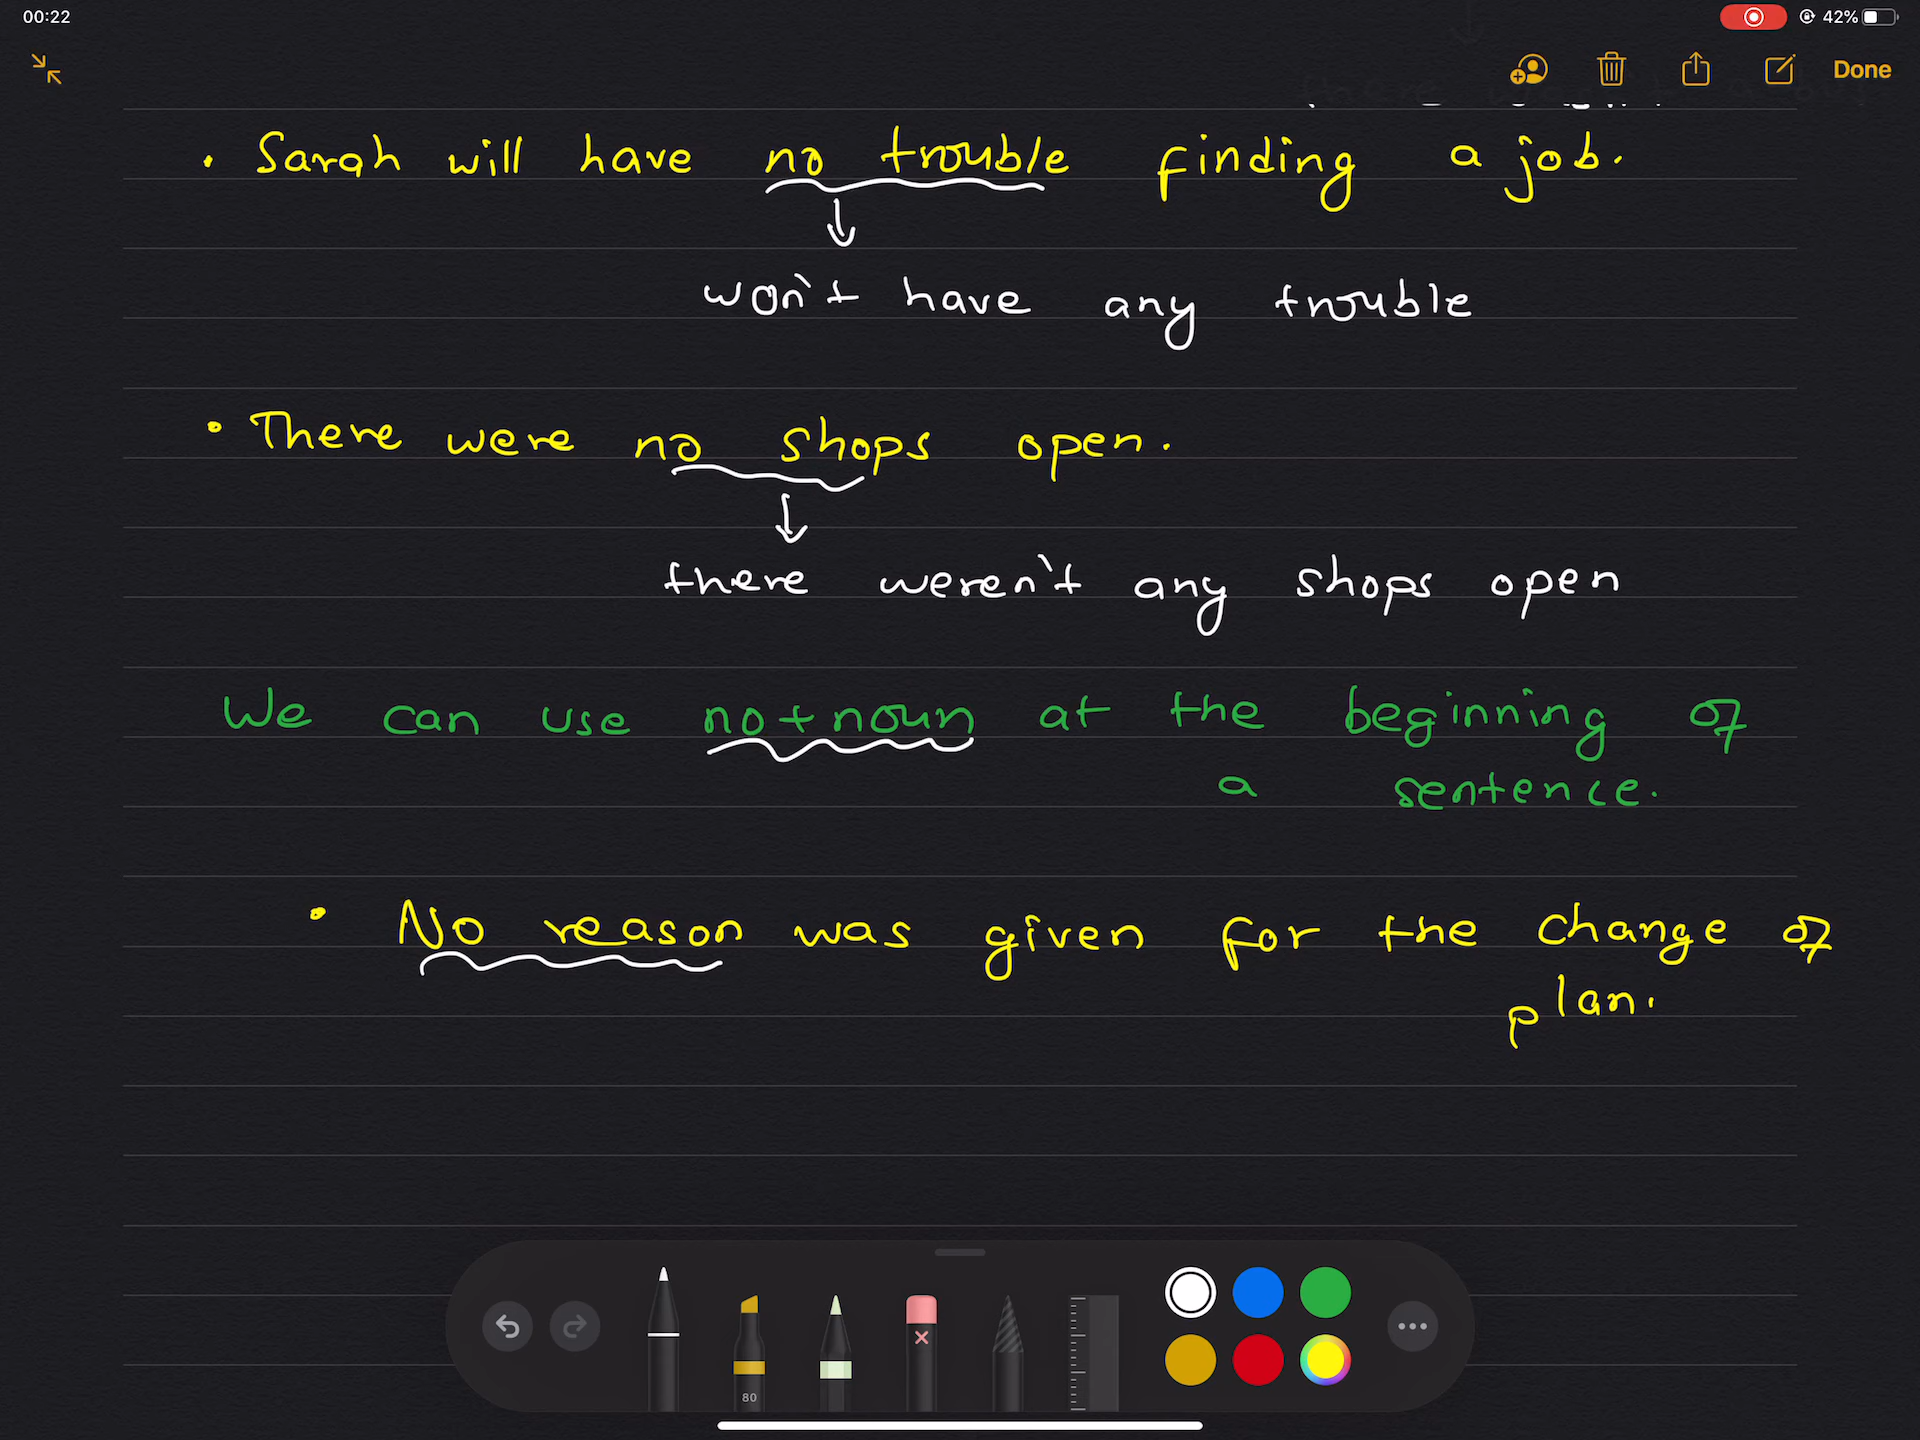 00:22
42%
Done
• Sarah will have no trouble finding a job.
won't have any trouble
• There were no shops open.
there weren't any shops open
We can use no+noun at the beginning of
a sentence.
• No reason was given for the change of
plan.
80